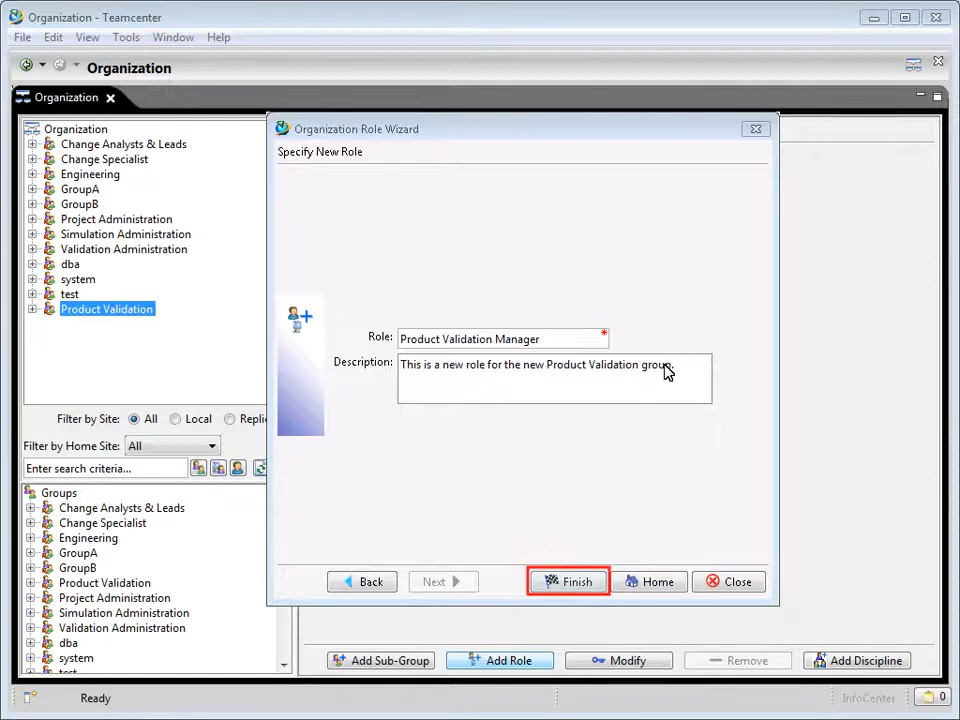 Organization - Teamcenter
File Edit View Tools Window Help
Organization
Organization
Organization
Change Analysts & Leads
Change Specialist
Engineering
GroupA
GroupB
Project Administration
Simulation Administration
Validation Administration
dba
system
test
Product Validation
Filter by Site: All Local Replic
Filter by Home Site: All
Enter search criteria...
Groups
Change Analysts & Leads
Change Specialist
Engineering
GroupA
GroupB
Product Validation
Project Administration
Simulation Administration
Validation Administration
dba
system
test
Organization Role Wizard
Specify New Role
Role: Product Validation Manager *
Description: This is a new role for the new Product Validation group.
Back Next Finish Home Close
Add Sub-Group Add Role Modify Remove Add Discipline
Ready InfoCenter 0